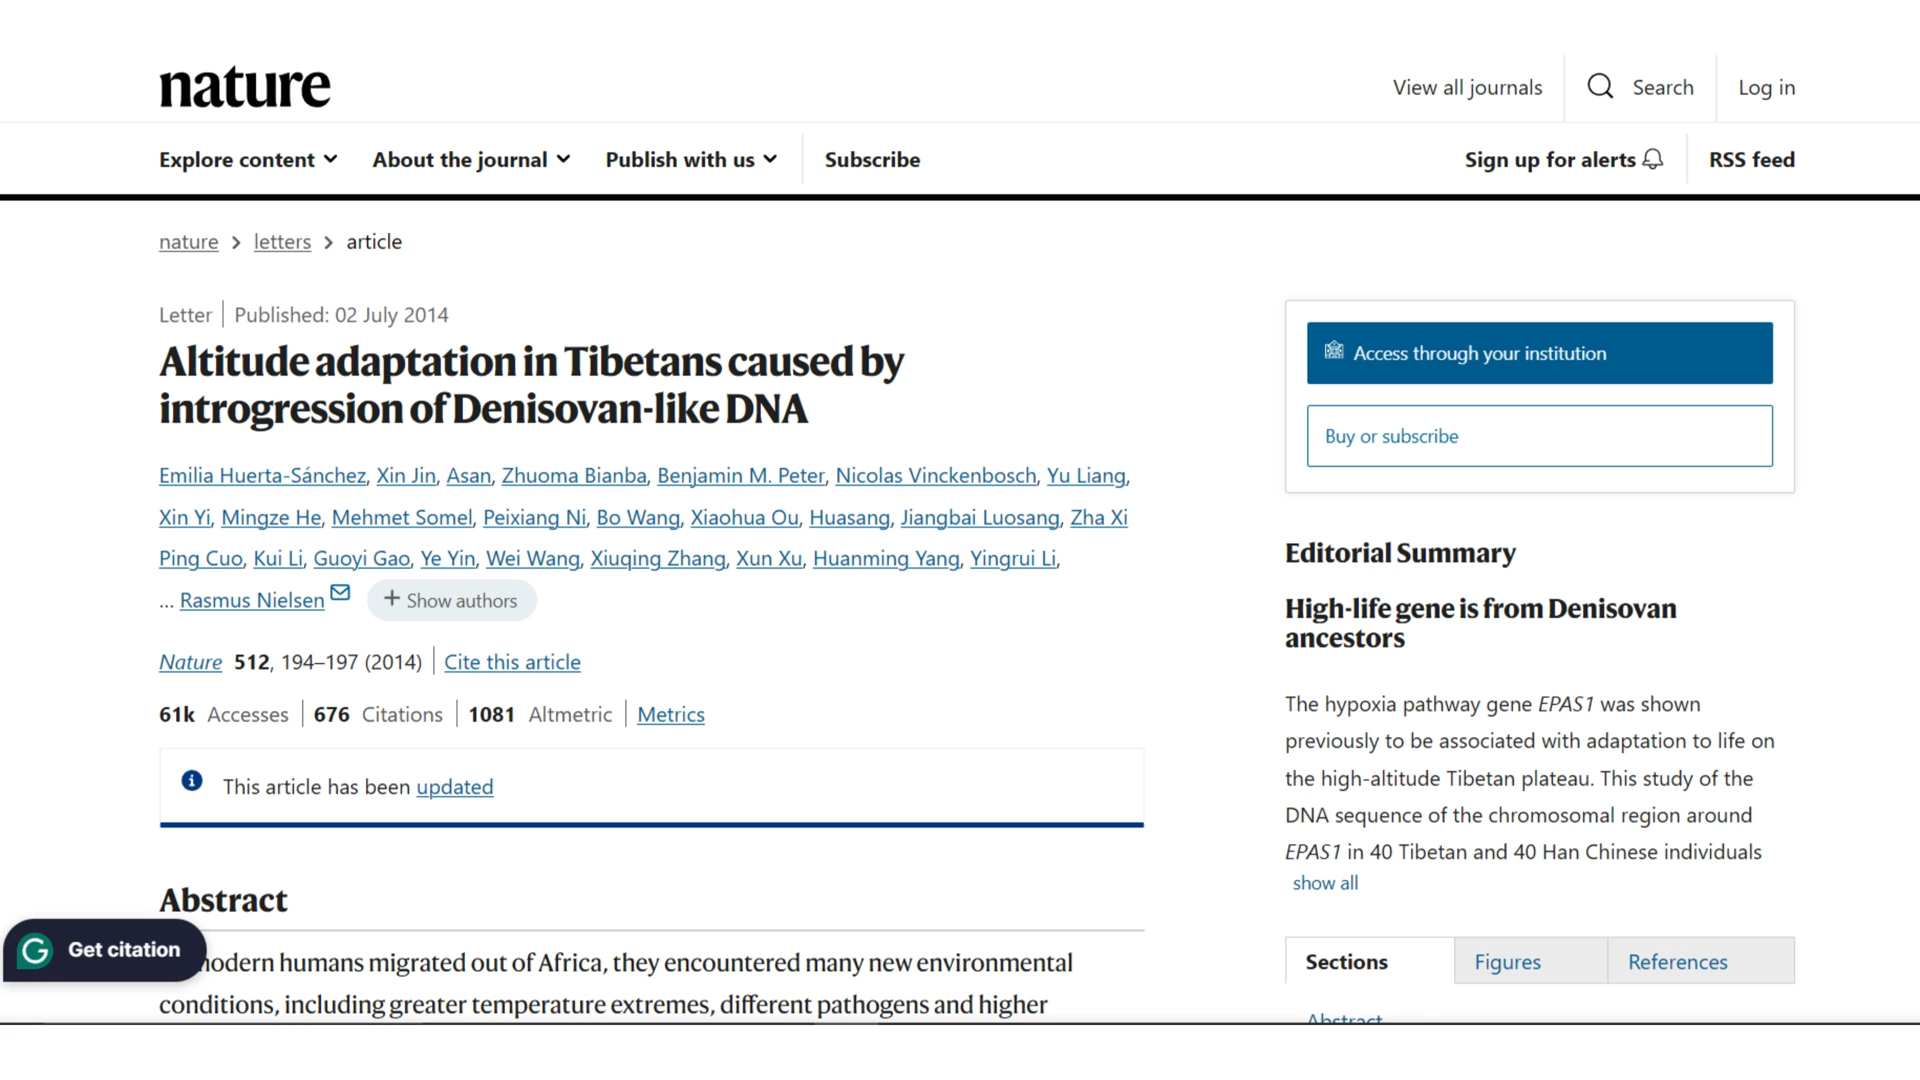 nature
View all journals
Search
Log in
Explore content
About the journal
Publish with us
Subscribe
Sign up for alerts
RSS feed
nature > letters > article
Letter | Published: 02 July 2014
Altitude adaptation in Tibetans caused by
introgression of Denisovan-like DNA
Emilia Huerta-Sánchez, Xin Jin, Asan, Zhuoma Bianba, Benjamin M. Peter, Nicolas Vinckenbosch, Yu Liang,
Xin Yi, Mingze He, Mehmet Somel, Peixiang Ni, Bo Wang, Xiaohua Ou, Huasang, Jiangbai Luosang, Zha Xi
Ping Cuo, Kui Li, Guoyi Gao, Ye Yin, Wei Wang, Xiuqing Zhang, Xun Xu, Huanming Yang, Yingrui Li,
... Rasmus Nielsen + Show authors
Nature 512, 194–197 (2014) | Cite this article
61k Accesses | 676 Citations | 1081 Altmetric | Metrics
This article has been updated
Abstract
Get citation
modern humans migrated out of Africa, they encountered many new environmental
conditions, including greater temperature extremes, different pathogens and higher
Access through your institution
Buy or subscribe
Editorial Summary
High-life gene is from Denisovan
ancestors
The hypoxia pathway gene EPAS1 was shown
previously to be associated with adaptation to life on
the high-altitude Tibetan plateau. This study of the
DNA sequence of the chromosomal region around
EPAS1 in 40 Tibetan and 40 Han Chinese individuals
show all
Sections
Figures
References
Abstract